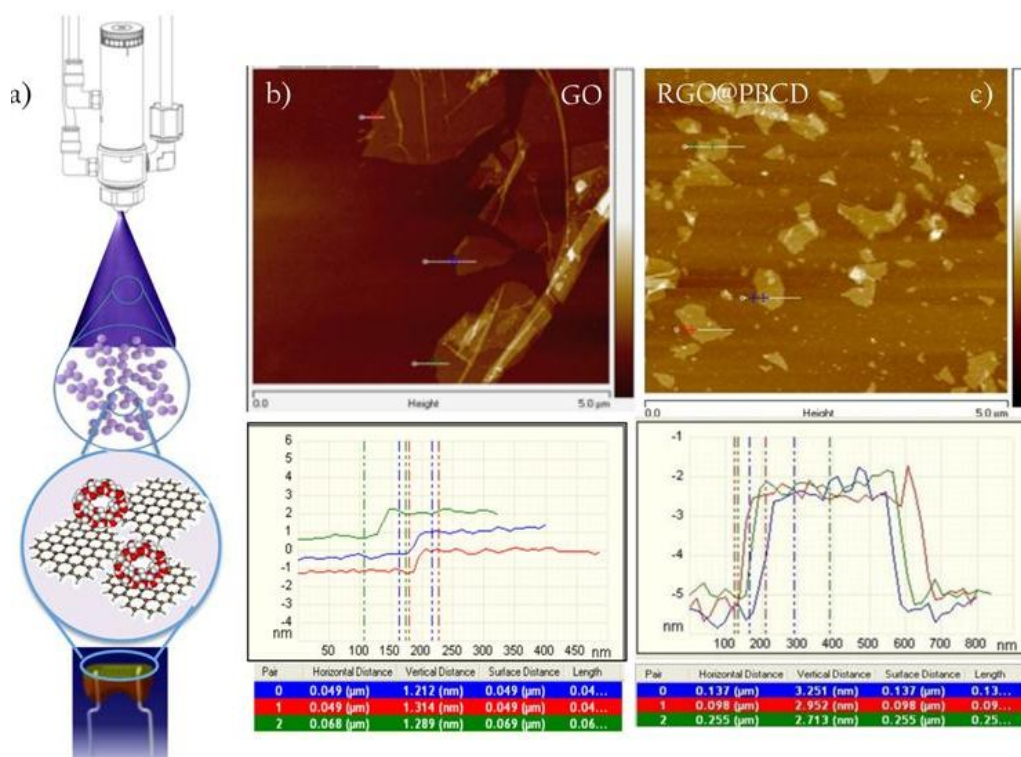 a)
b)
GO
RGO@PBCD
c)
0.0 Height 5.0 µm
0.0 Height 5.0 µm
6
5
4
3
2
1
0
-1
-2
-3
-4
nm
50 100 150 200 250 300 350 400 450 nm
-1
-2
-3
-4
-5
nm
100 200 300 400 500 600 700 800 nm
Pair Horizontal Distance Vertical Distance Surface Distance Length
0 0.049 (µm) 1.212 (nm) 0.049 (µm) 0.04...
1 0.049 (µm) 1.314 (nm) 0.049 (µm) 0.04...
2 0.068 (µm) 1.289 (nm) 0.069 (µm) 0.06...
Pair Horizontal Distance Vertical Distance Surface Distance Length
0 0.137 (µm) 3.251 (nm) 0.137 (µm) 0.13...
1 0.098 (µm) 2.952 (nm) 0.098 (µm) 0.09...
2 0.255 (µm) 2.713 (nm) 0.255 (µm) 0.25...